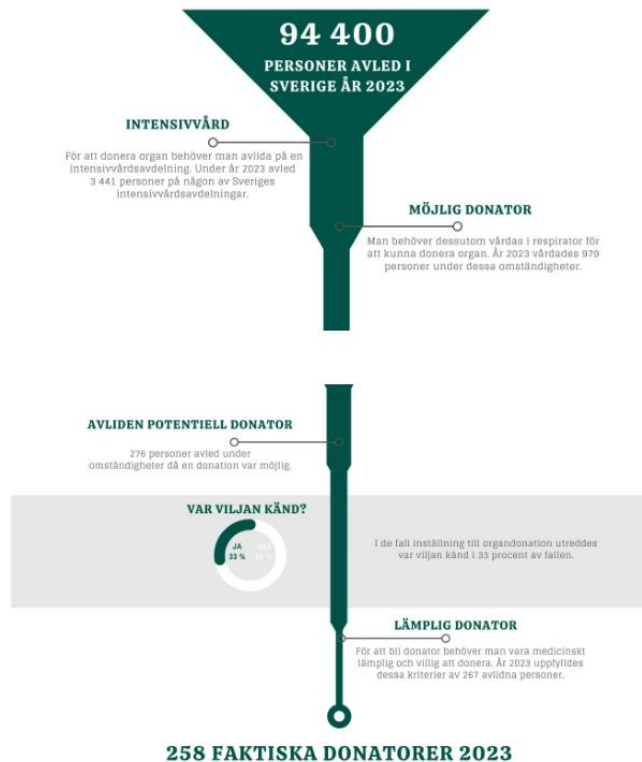 94 400
PERSONER AVLED I
SVERIGE ÅR 2023
INTENSIVVÅRD
För att donera organ behöver man avlida på en
intensivvårdsavdelning. Under år 2023 avled
3 441 personer på någon av Sveriges
intensivvårdsavdelningar.
MÖJLIG DONATOR
Man behöver dessutom vårdas i respirator för
att kunna donera organ. År 2023 vårdades 979
personer under dessa omständigheter.
AVLIDEN POTENTIELL DONATOR
276 personer avled under
omständigheter då en donation var möjlig.
VAR VILJAN KÄND?
JA
33 %
I de fall inställning till organdonation utreddes
var viljan känd i 33 procent av fallen.
LÄMPLIG DONATOR
För att bli donator behöver man vara medicinskt
lämplig och villig att donera. År 2023 uppfylldes
dessa kriterier av 267 avlidna personer.
258 FAKTISKA DONATORER 2023